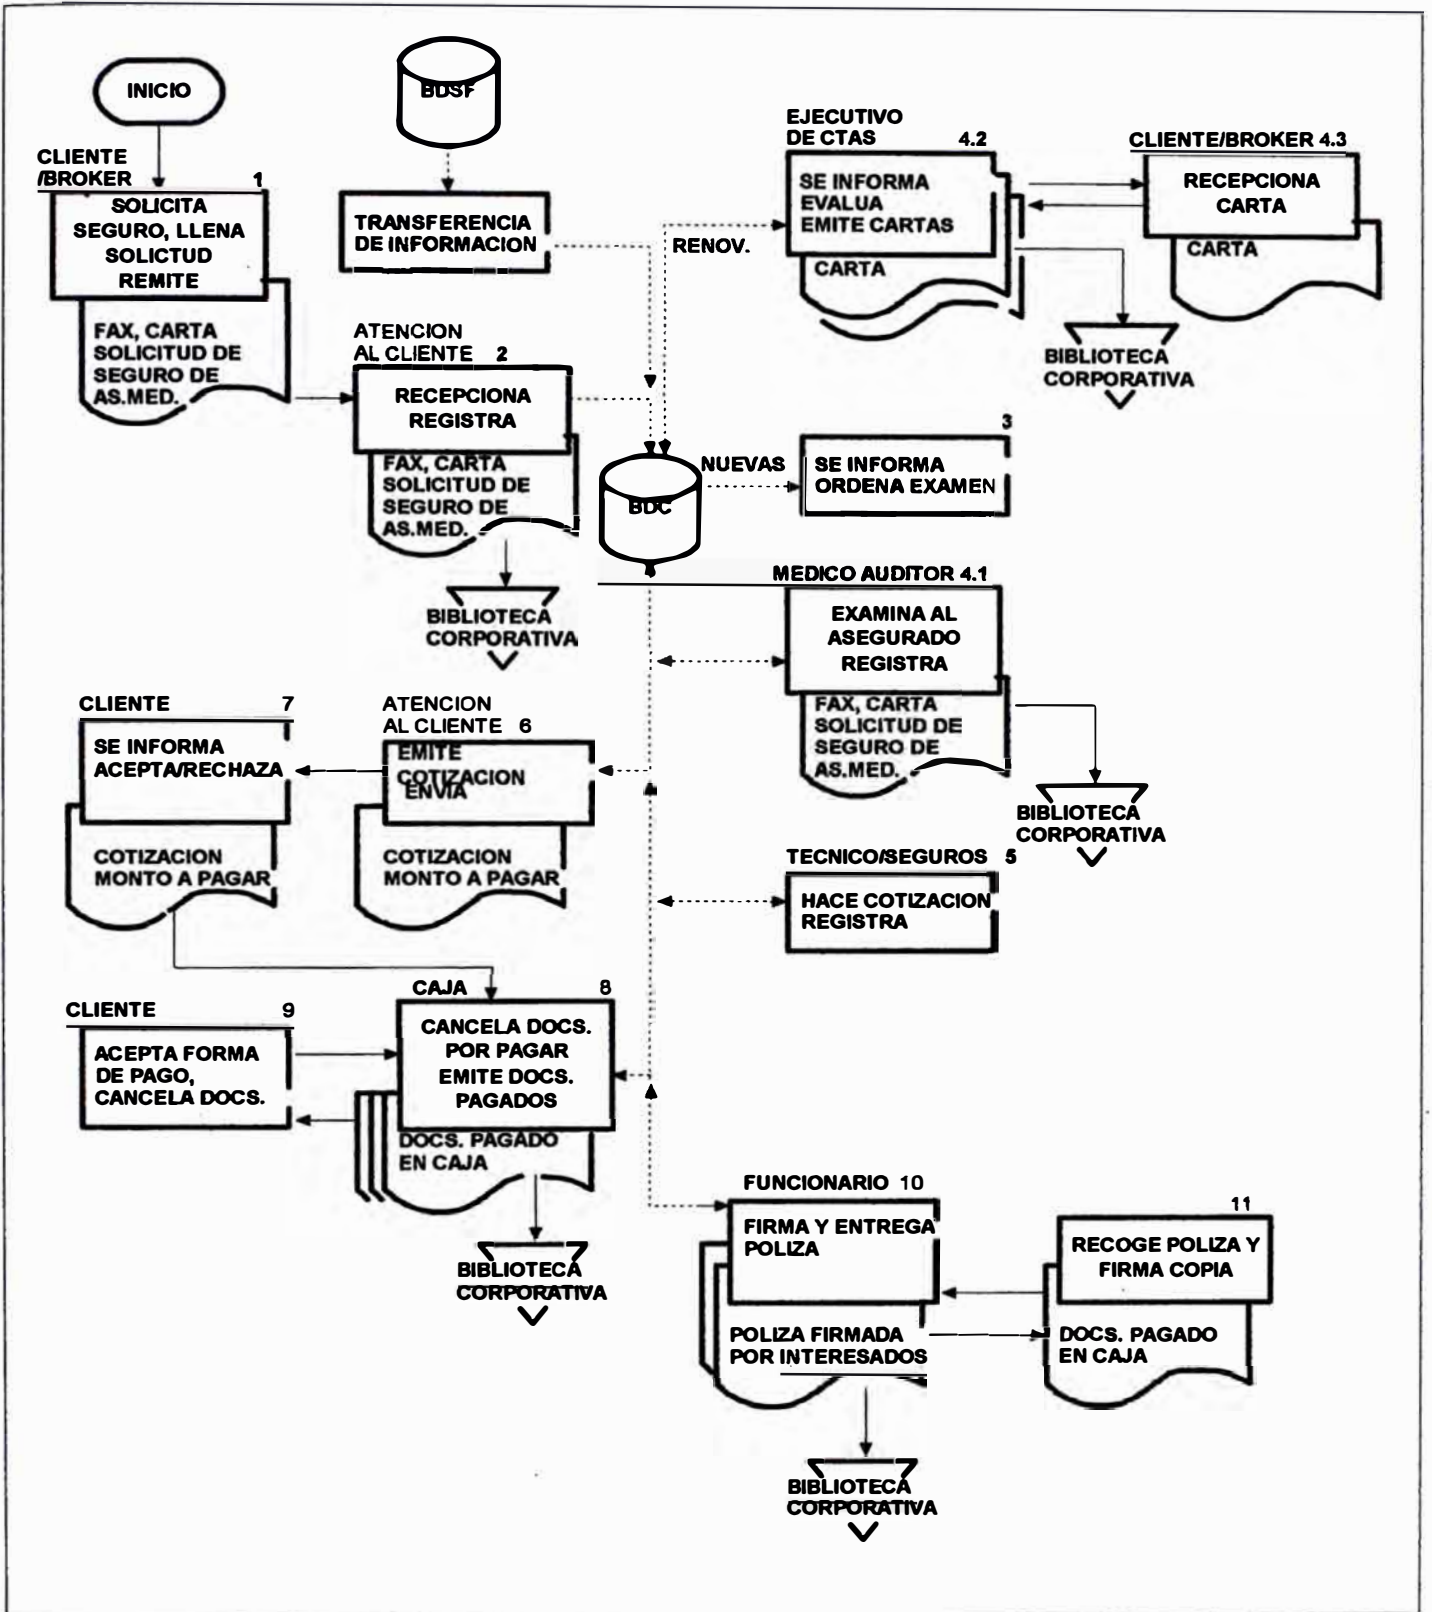 INICIO
BDSF
CLIENTE
/BROKER 1
SOLICITA
SEGURO, LLENA
SOLICTUD
REMITE
FAX, CARTA
SOLICITUD DE
SEGURO DE
AS.MED.
TRANSFERENCIA
DE INFORMACION
RENOV.
EJECUTIVO
DE CTAS 4.2
SE INFORMA
EVALUA
EMITE CARTAS
CARTA
CLIENTE/BROKER 4.3
RECEPCIONA
CARTA
CARTA
BIBLIOTECA
CORPORATIVA
ATENCION
AL CLIENTE 2
RECEPCIONA
REGISTRA
FAX, CARTA
SOLICITUD DE
SEGURO DE
AS.MED.
BIBLIOTECA
CORPORATIVA
BDC
NUEVAS
3
SE INFORMA
ORDENA EXAMEN
MEDICO AUDITOR 4.1
EXAMINA AL
ASEGURADO
REGISTRA
FAX, CARTA
SOLICITUD DE
SEGURO DE
AS.MED.
BIBLIOTECA
CORPORATIVA
CLIENTE 7
SE INFORMA
ACEPTA/RECHAZA
COTIZACION
MONTO A PAGAR
ATENCION
AL CLIENTE 6
EMITE
COTIZACION
ENVIA
COTIZACION
MONTO A PAGAR
TECNICO/SEGUROS 5
HACE COTIZACION
REGISTRA
CLIENTE 9
ACEPTA FORMA
DE PAGO,
CANCELA DOCS.
CAJA 8
CANCELA DOCS.
POR PAGAR
EMITE DOCS.
PAGADOS
DOCS. PAGADO
EN CAJA
BIBLIOTECA
CORPORATIVA
FUNCIONARIO 10
FIRMA Y ENTREGA
POLIZA
POLIZA FIRMADA
POR INTERESADOS
BIBLIOTECA
CORPORATIVA
11
RECOGE POLIZA Y
FIRMA COPIA
DOCS. PAGADO
EN CAJA